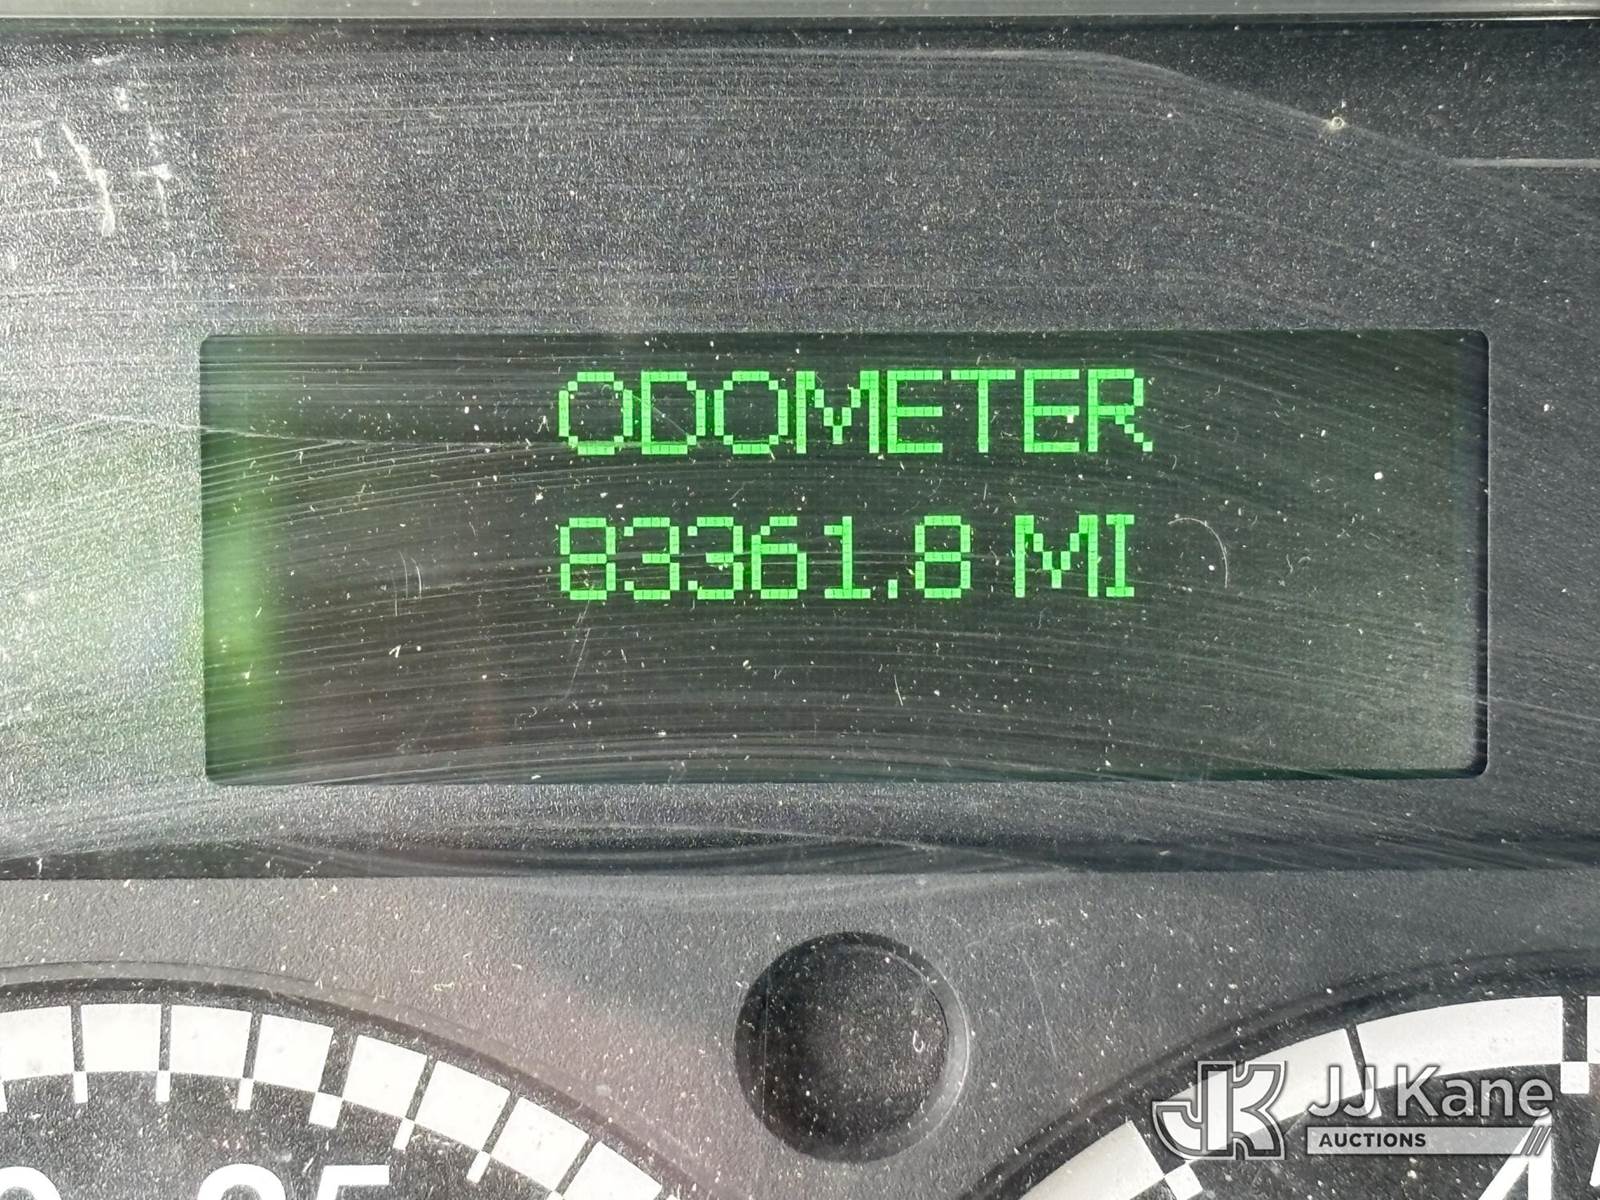 ODOMETER
83361.8 MI
JJ Kane
AUCTIONS